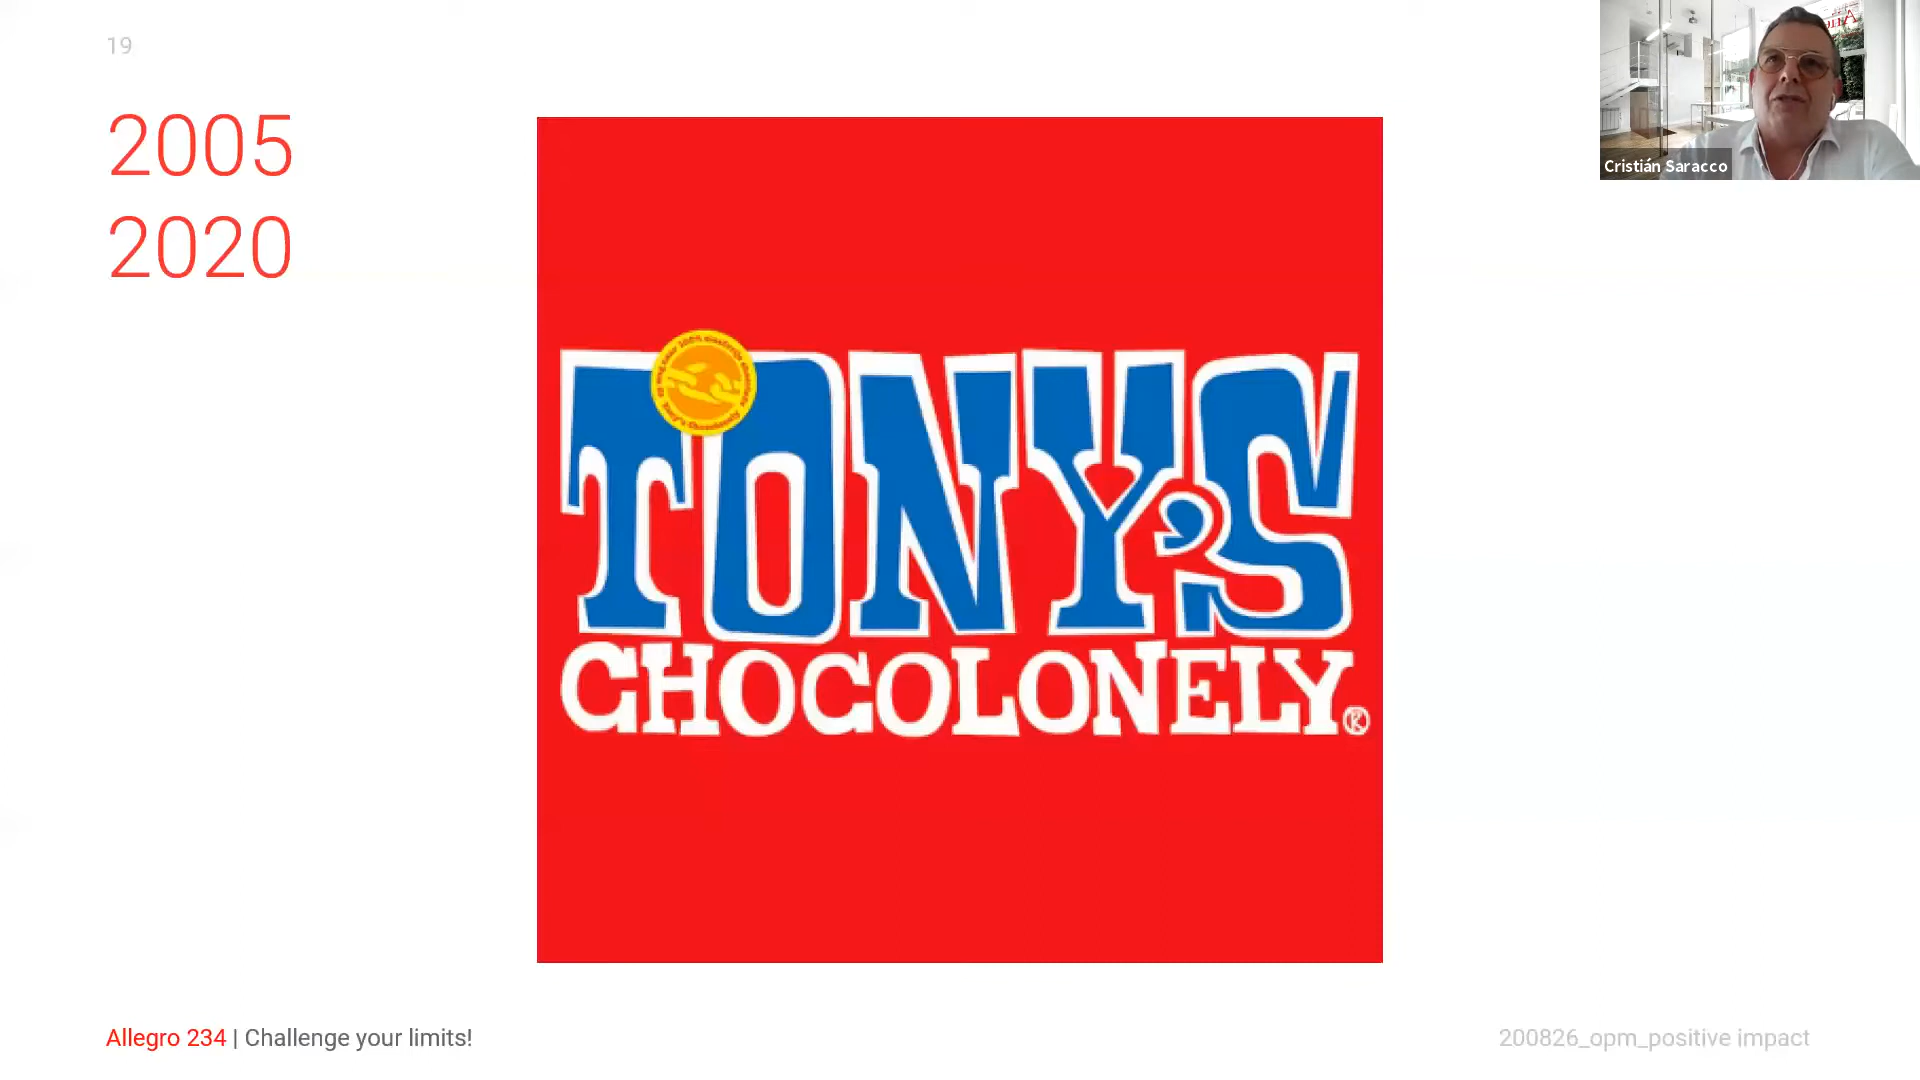 19
2005
2020
Cristián Saracco
TONY'S
CHOCOLONELY®
Allegro 234 | Challenge your limits!
200826_opm_positive impact